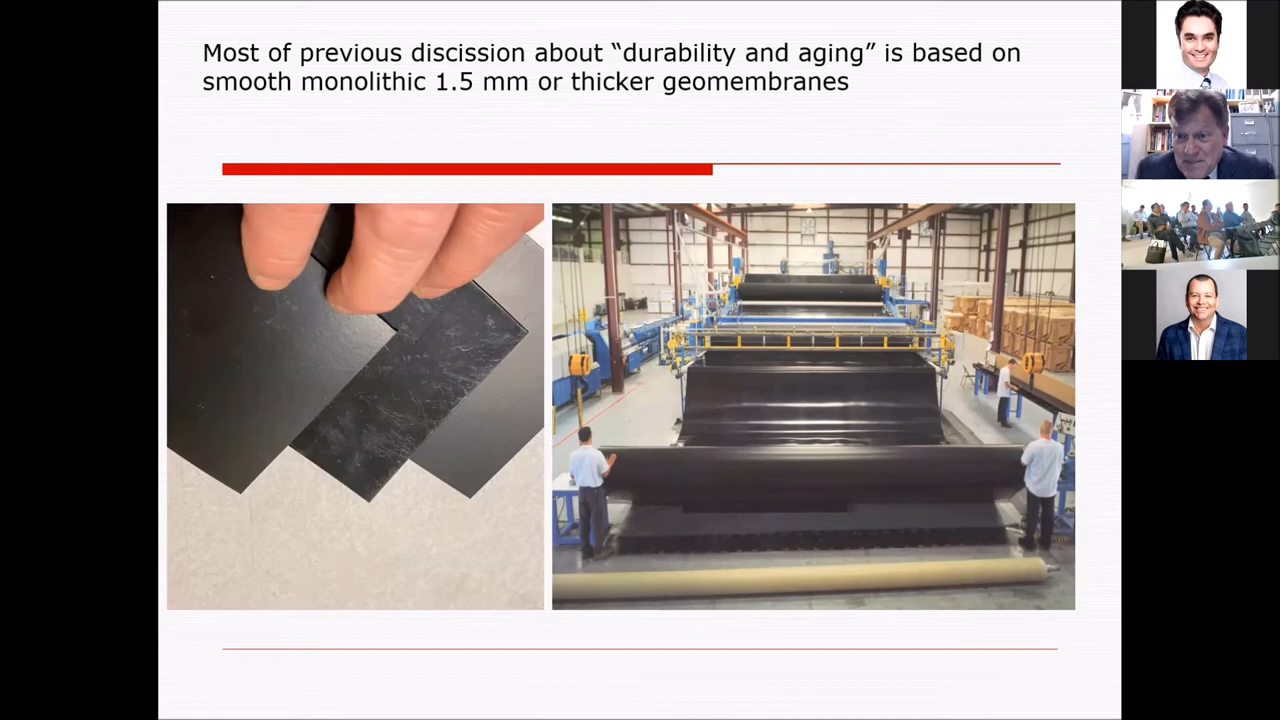 Most of previous discission about “durability and aging” is based on
smooth monolithic 1.5 mm or thicker geomembranes